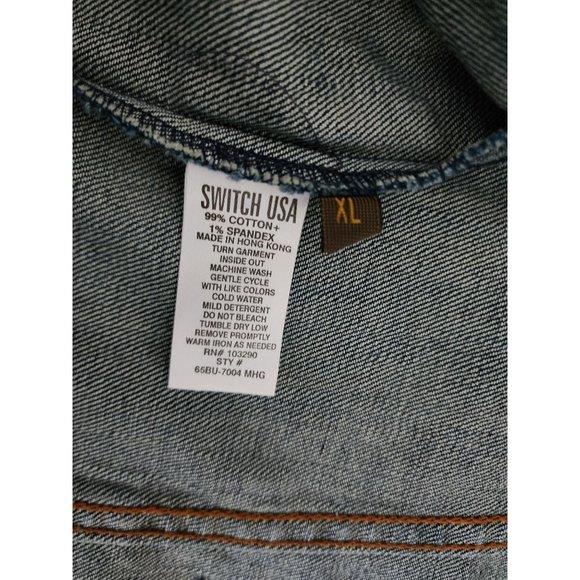 SWITCH USA
99% COTTON+
1% SPANDEX
MADE IN HONG KONG
TURN GARMENT
INSIDE OUT
MACHINE WASH
GENTLE CYCLE
WITH LIKE COLORS
COLD WATER
MILD DETERGENT
DO NOT BLEACH
TUMBLE DRY LOW
REMOVE PROMPTLY
WARM IRON AS NEEDED
RN# 103290
STY #
65BU-7004 MHG
XL